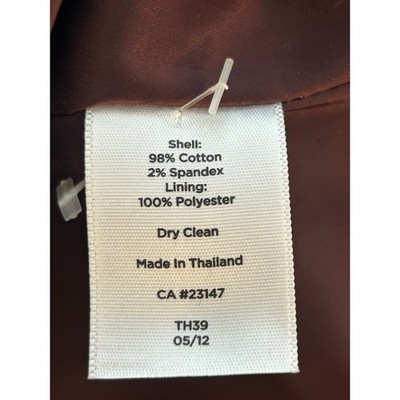 Shell:
98% Cotton
2% Spandex
Lining:
100% Polyester
Dry Clean
Made In Thailand
CA #23147
TH39
05/12